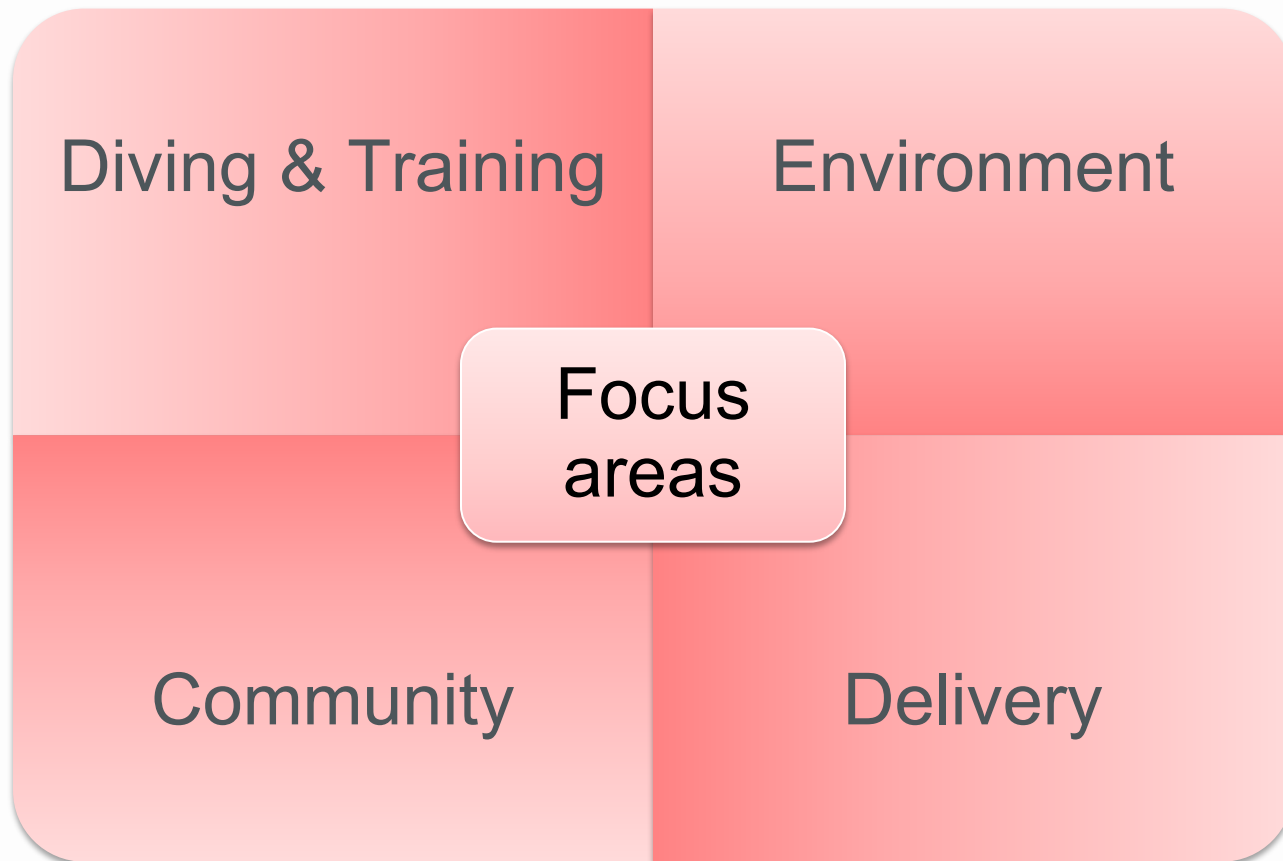 Diving & Training
Environment
Focus
areas
Community
Delivery